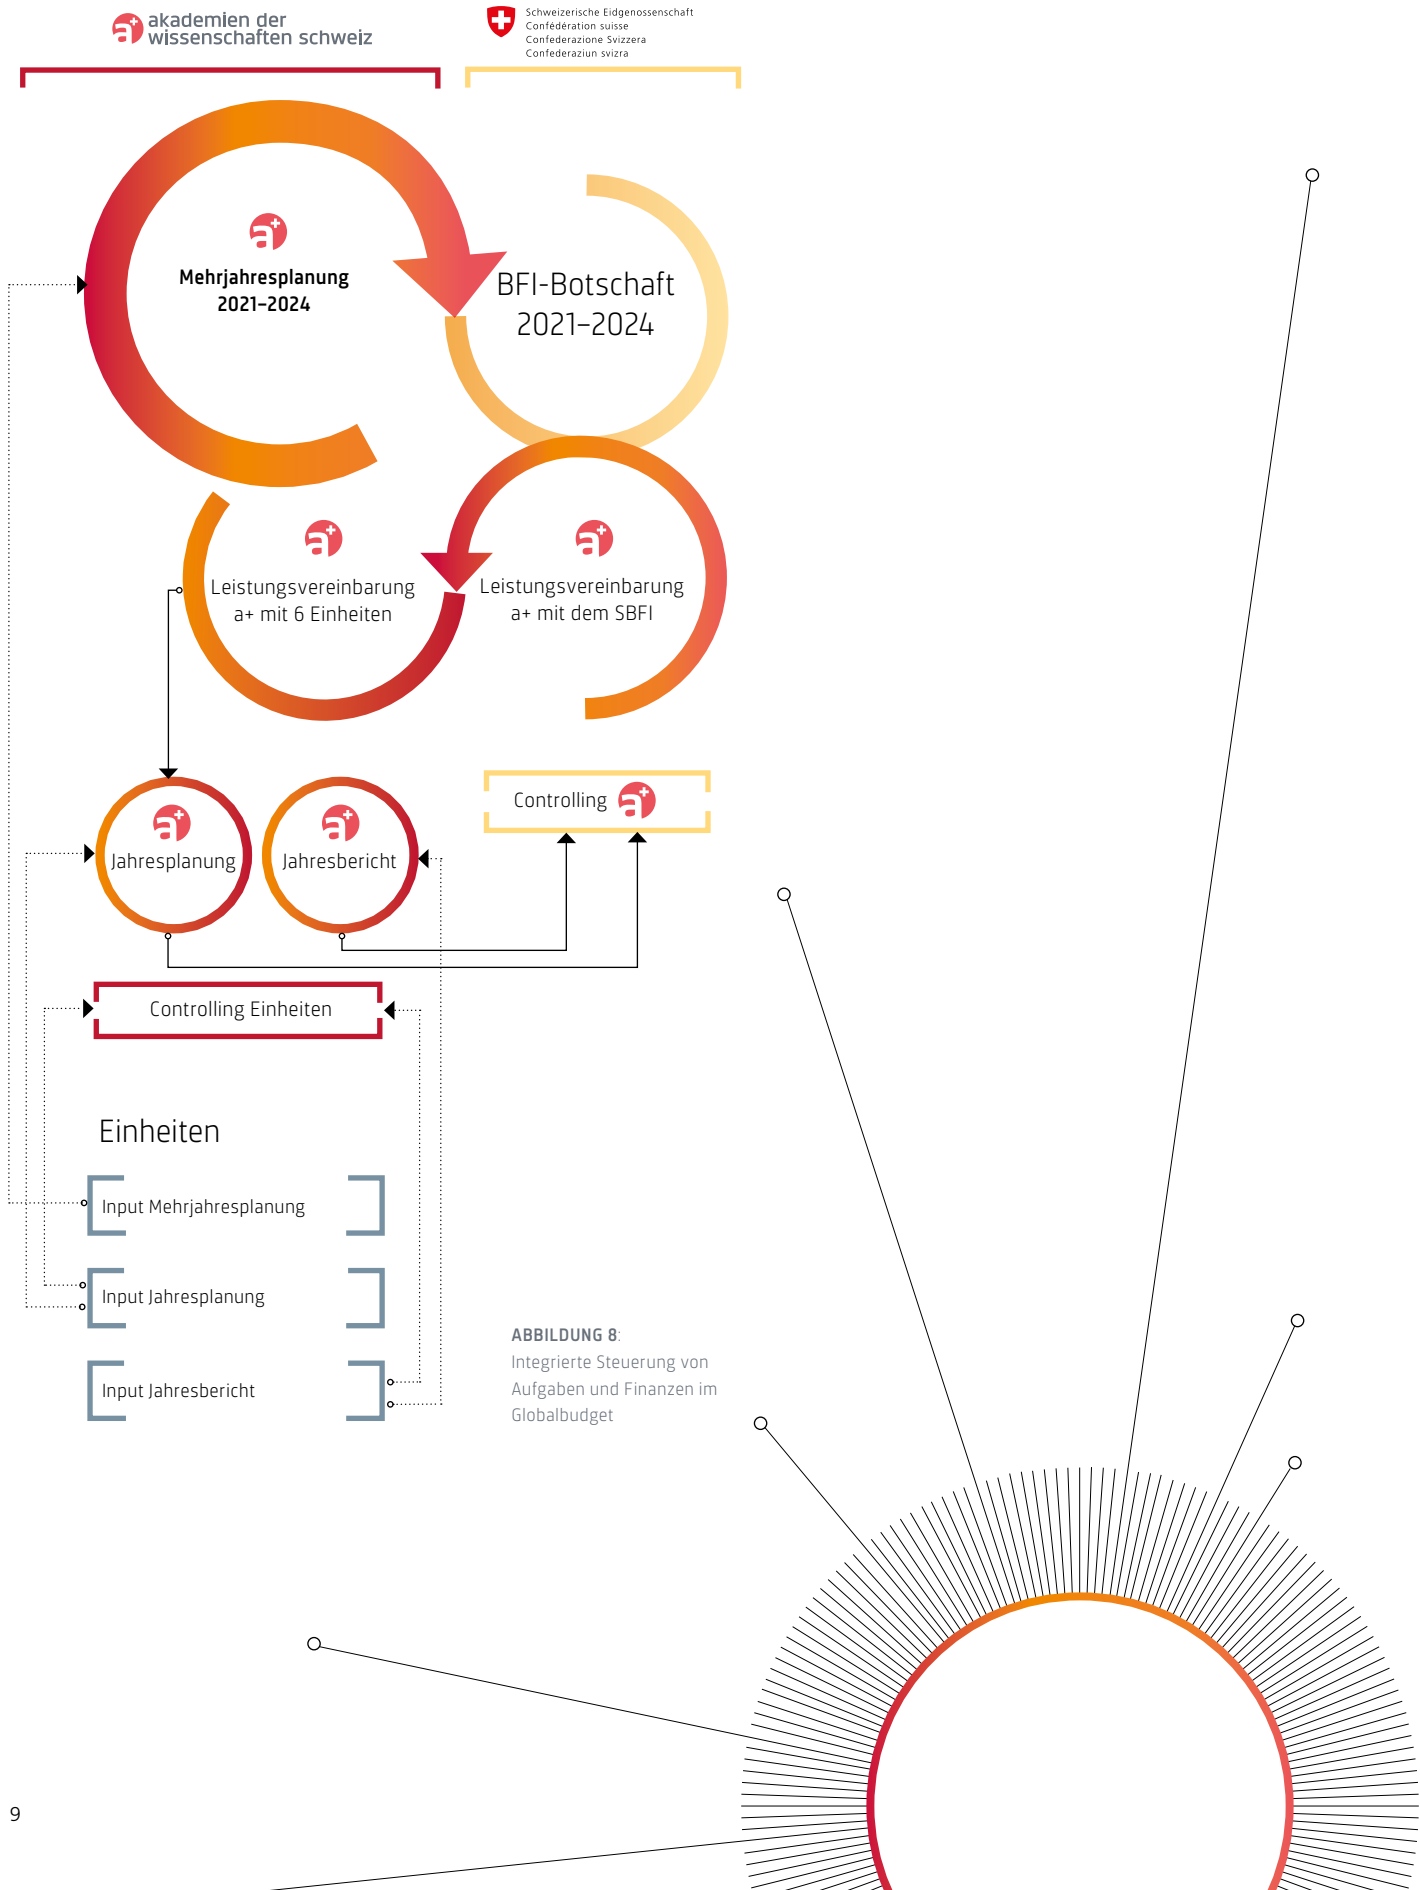 akademien der
wissenschaften schweiz
Schweizerische Eidgenossenschaft
Confédération suisse
Confederazione Svizzera
Confederaziun svizra
a+
Mehrjahresplanung
2021–2024
BFI-Botschaft
2021–2024
a+
Leistungsvereinbarung
a+ mit 6 Einheiten
a+
Leistungsvereinbarung
a+ mit dem SBFI
a+
Jahresplanung
a+
Jahresbericht
Controlling a+
Controlling Einheiten
Einheiten
Input Mehrjahresplanung
Input Jahresplanung
Input Jahresbericht
ABBILDUNG 8:
Integrierte Steuerung von
Aufgaben und Finanzen im
Globalbudget
9